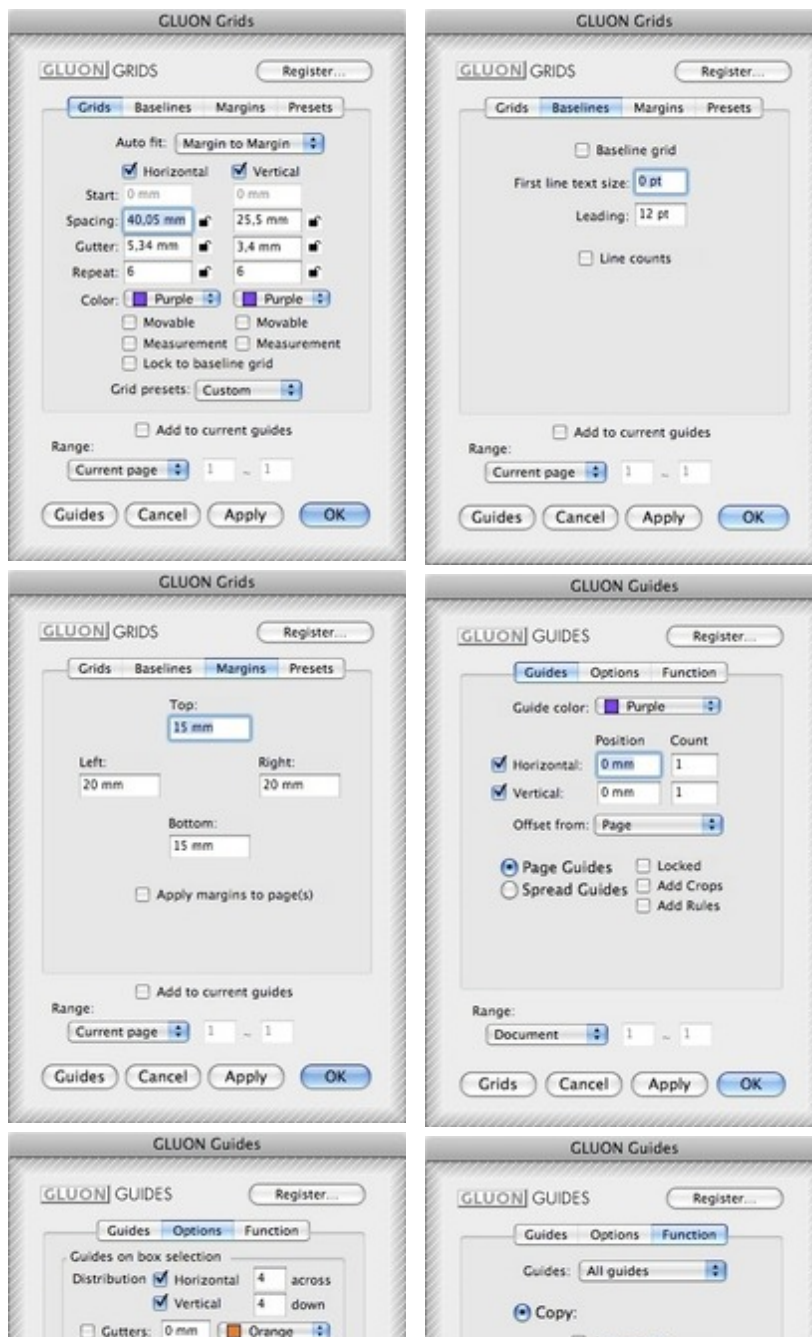 GLUON Grids
GLUON GRIDS Register...
Grids Baselines Margins Presets
Auto fit: Margin to Margin
Horizontal Vertical
Start: 0 mm 0 mm
Spacing: 40,05 mm 25,5 mm
Gutter: 5,34 mm 3,4 mm
Repeat: 6 6
Color: Purple Purple
Movable Movable
Measurement Measurement
Lock to baseline grid
Grid presets: Custom
Add to current guides
Range:
Current page 1 - 1
Guides Cancel Apply OK
GLUON Grids
GLUON GRIDS Register...
Grids Baselines Margins Presets
Baseline grid
First line text size: 0 pt
Leading: 12 pt
Line counts
Add to current guides
Range:
Current page 1 - 1
Guides Cancel Apply OK
GLUON Grids
GLUON GRIDS Register...
Grids Baselines Margins Presets
Top:
15 mm
Left: Right:
20 mm 20 mm
Bottom:
15 mm
Apply margins to page(s)
Add to current guides
Range:
Current page 1 - 1
Guides Cancel Apply OK
GLUON Guides
GLUON GUIDES Register...
Guides Options Function
Guide color: Purple
Position Count
Horizontal: 0 mm 1
Vertical: 0 mm 1
Offset from: Page
Page Guides Locked
Spread Guides Add Crops
Add Rules
Range:
Document 1 - 1
Grids Cancel Apply OK
GLUON Guides
GLUON GUIDES Register...
Guides Options Function
Guides on box selection
Distribution Horizontal 4 across
Vertical 4 down
Gutters: 0 mm Orange
GLUON Guides
GLUON GUIDES Register...
Guides Options Function
Guides: All guides
Copy: